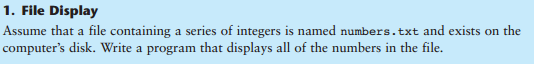 1. File Display
Assume that a file containing a series of integers is named numbers.txt and exists on the
computer's disk. Write a program that displays all of the numbers in the file.